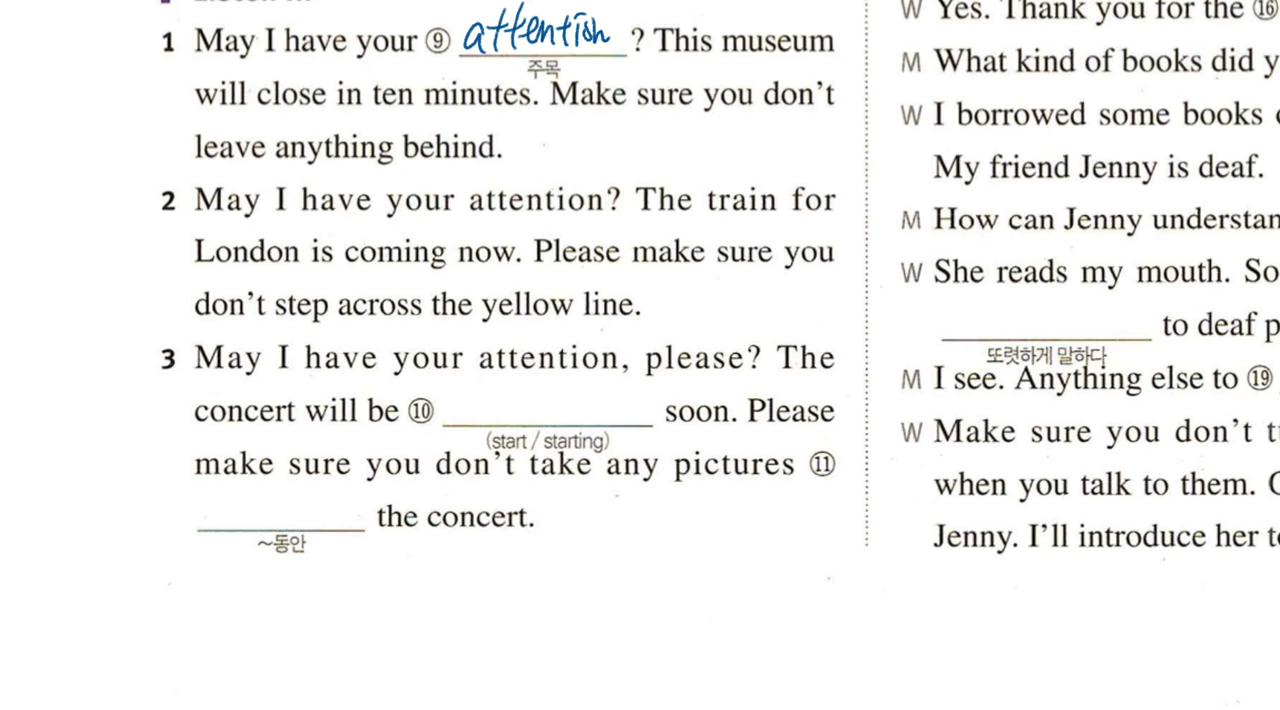 1 May I have your ⑨ attention ? This museum
주목
will close in ten minutes. Make sure you don't
leave anything behind.
2 May I have your attention? The train for
London is coming now. Please make sure you
don't step across the yellow line.
3 May I have your attention, please? The
concert will be ⑩ ____ soon. Please
(start / starting)
make sure you don't take any pictures ⑪
____ the concert.
~동안
W Yes. Thank you for the ⑯
M What kind of books did y
W I borrowed some books
My friend Jenny is deaf.
M How can Jenny understan
W She reads my mouth. So
____ to deaf p
또렷하게 말하다
M I see. Anything else to ⑲
W Make sure you don't t
when you talk to them.
Jenny. I'll introduce her t